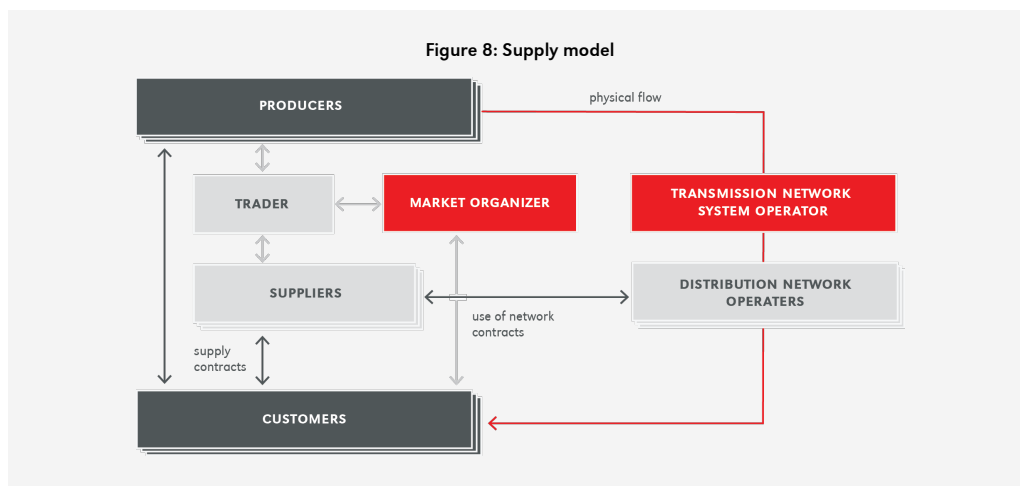 Figure 8: Supply model
PRODUCERS
physical flow
TRADER
MARKET ORGANIZER
TRANSMISSION NETWORK
SYSTEM OPERATOR
SUPPLIERS
DISTRIBUTION NETWORK
OPERATERS
use of network
contracts
supply
contracts
CUSTOMERS